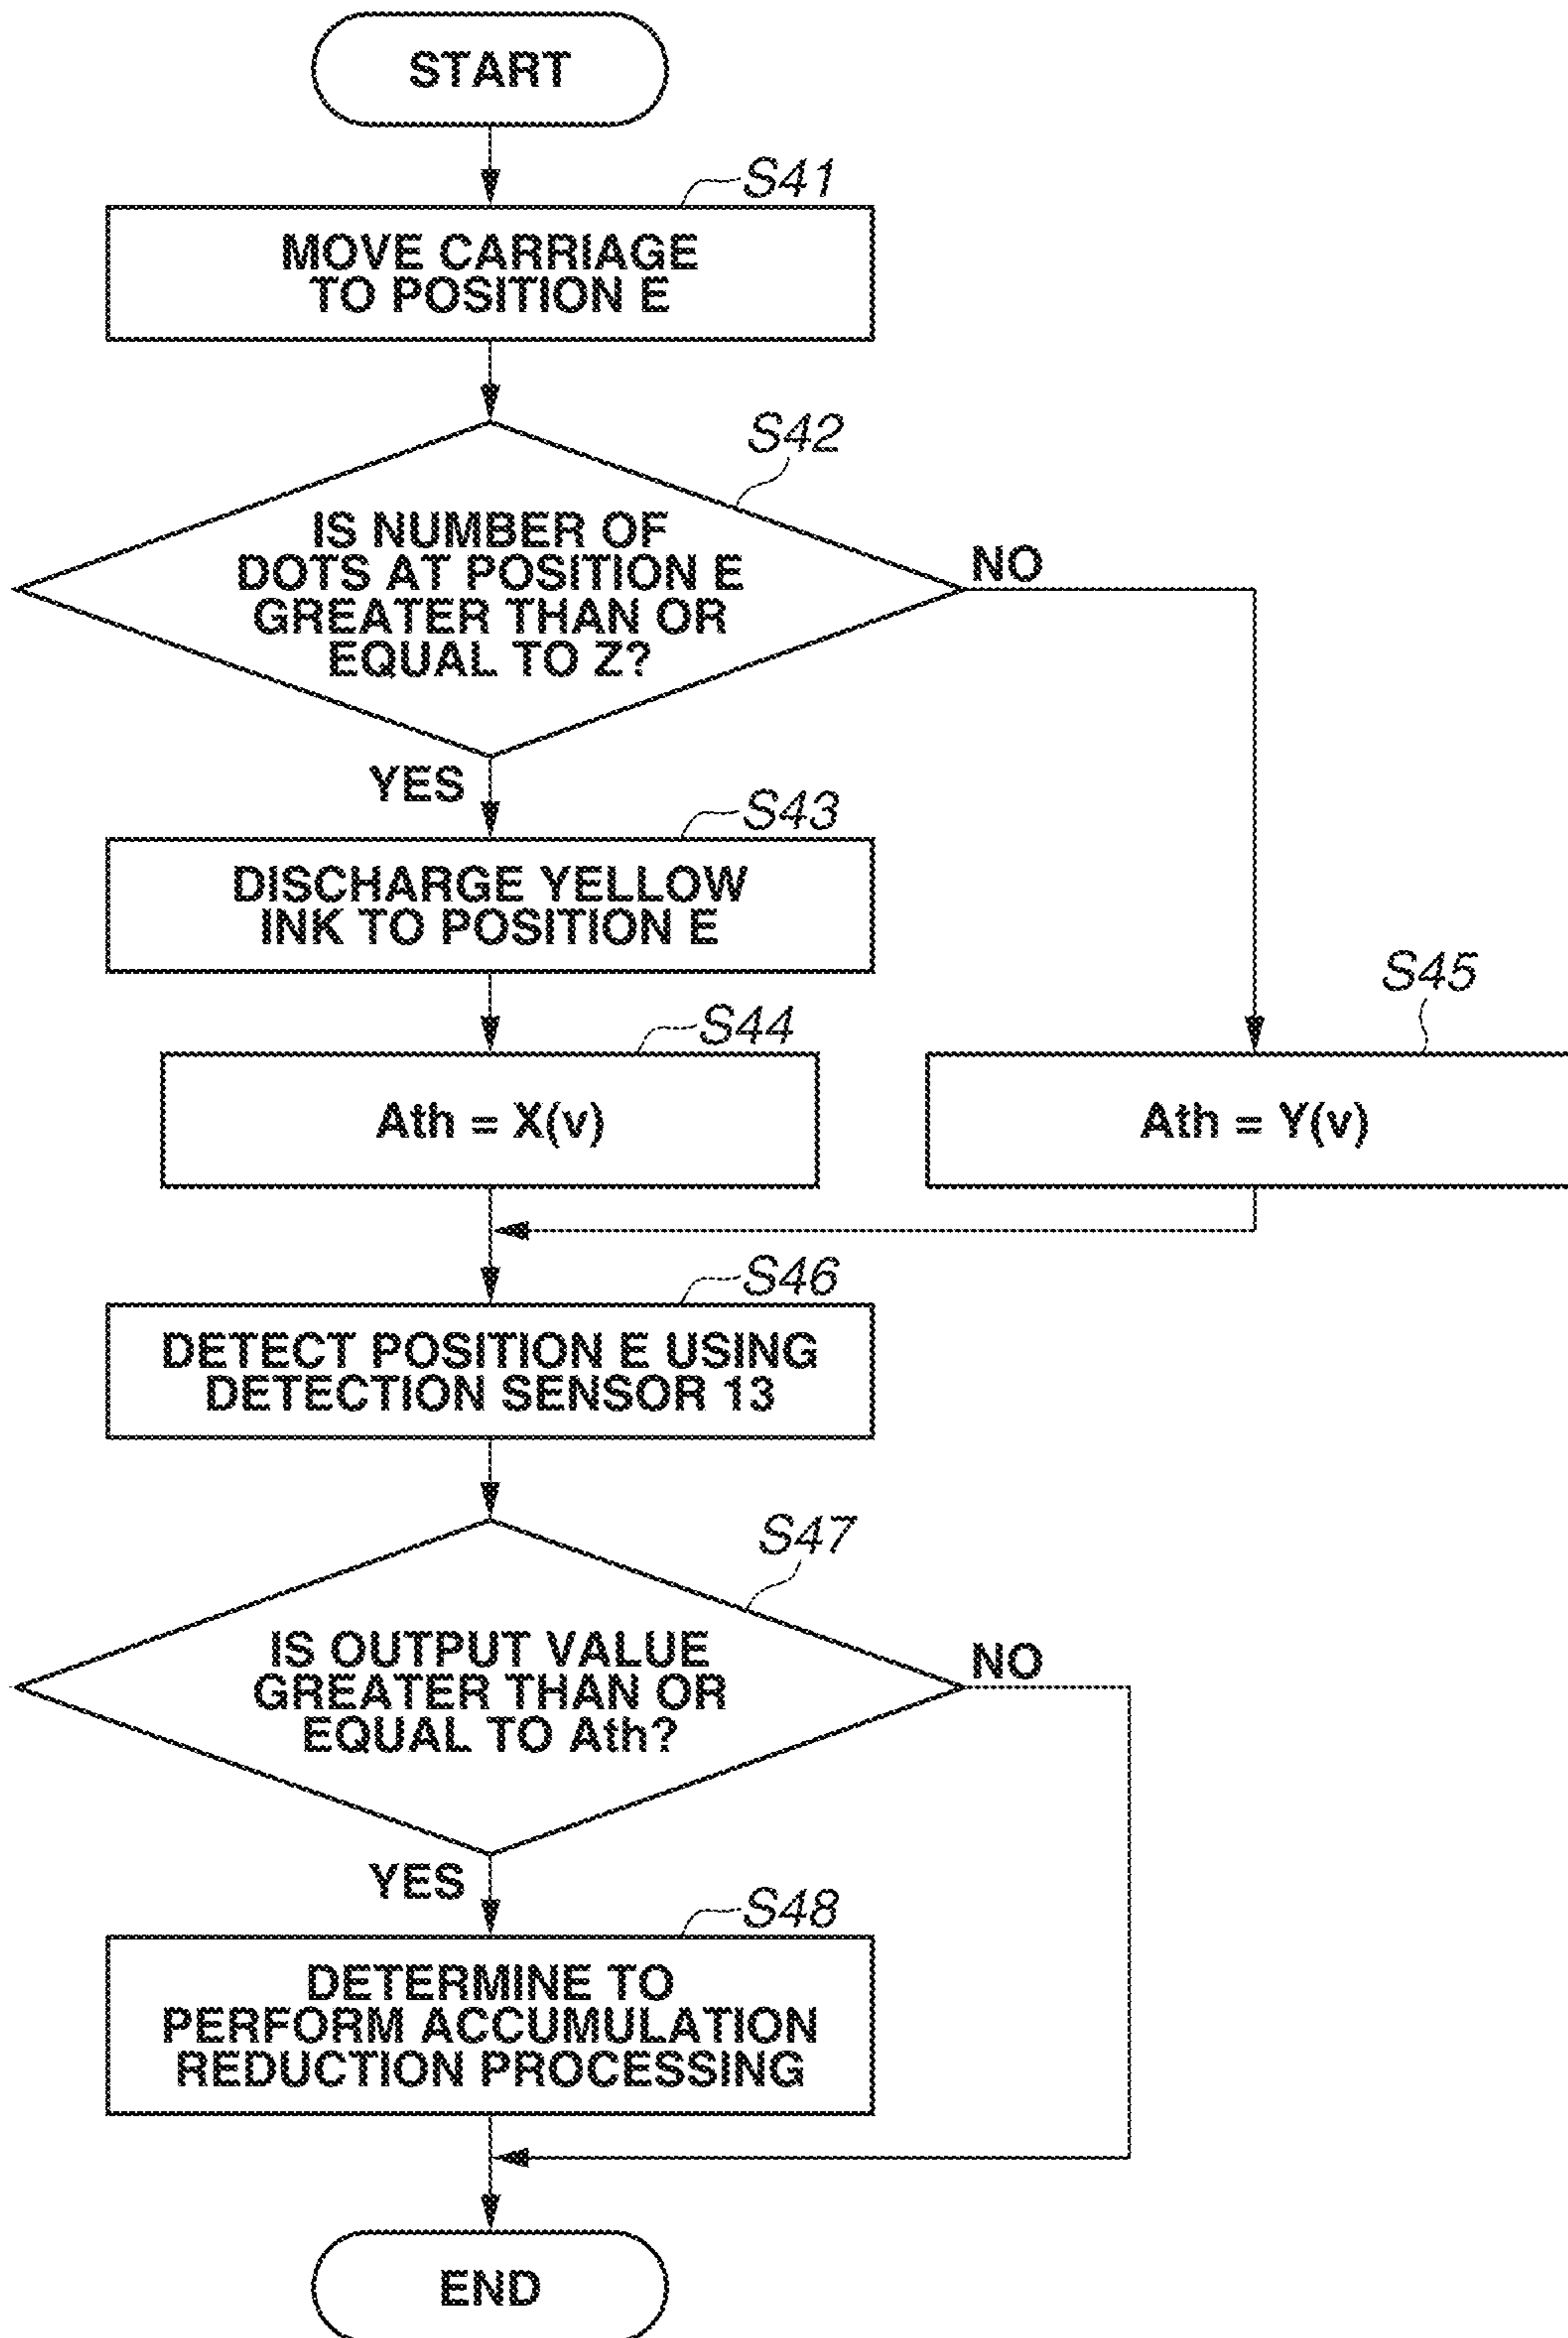 START
S41
MOVE CARRIAGE
TO POSITION E
S42
IS NUMBER OF
DOTS AT POSITION E
GREATER THAN OR
EQUAL TO Z?
NO
YES
S43
DISCHARGE YELLOW
INK TO POSITION E
S44
Ath = X(v)
S45
Ath = Y(v)
S46
DETECT POSITION E USING
DETECTION SENSOR 13
S47
IS OUTPUT VALUE
GREATER THAN OR
EQUAL TO Ath?
NO
YES
S48
DETERMINE TO
PERFORM ACCUMULATION
REDUCTION PROCESSING
END